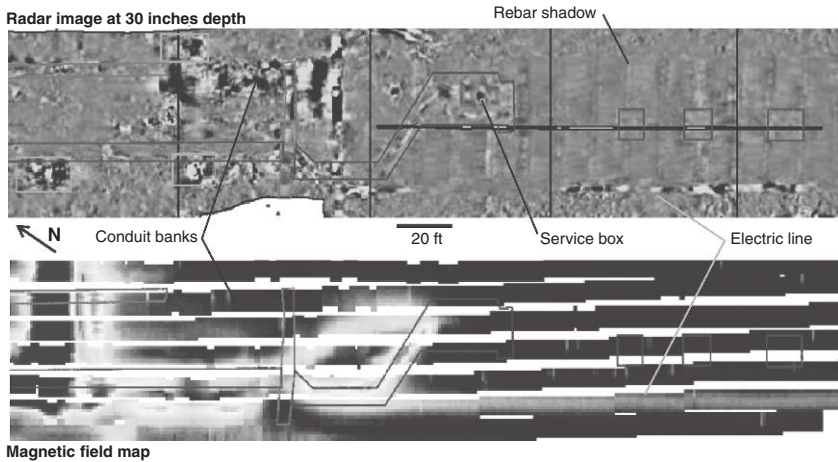 Radar image at 30 inches depth
Rebar shadow
N
Conduit banks
20 ft
Service box
Electric line
Magnetic field map